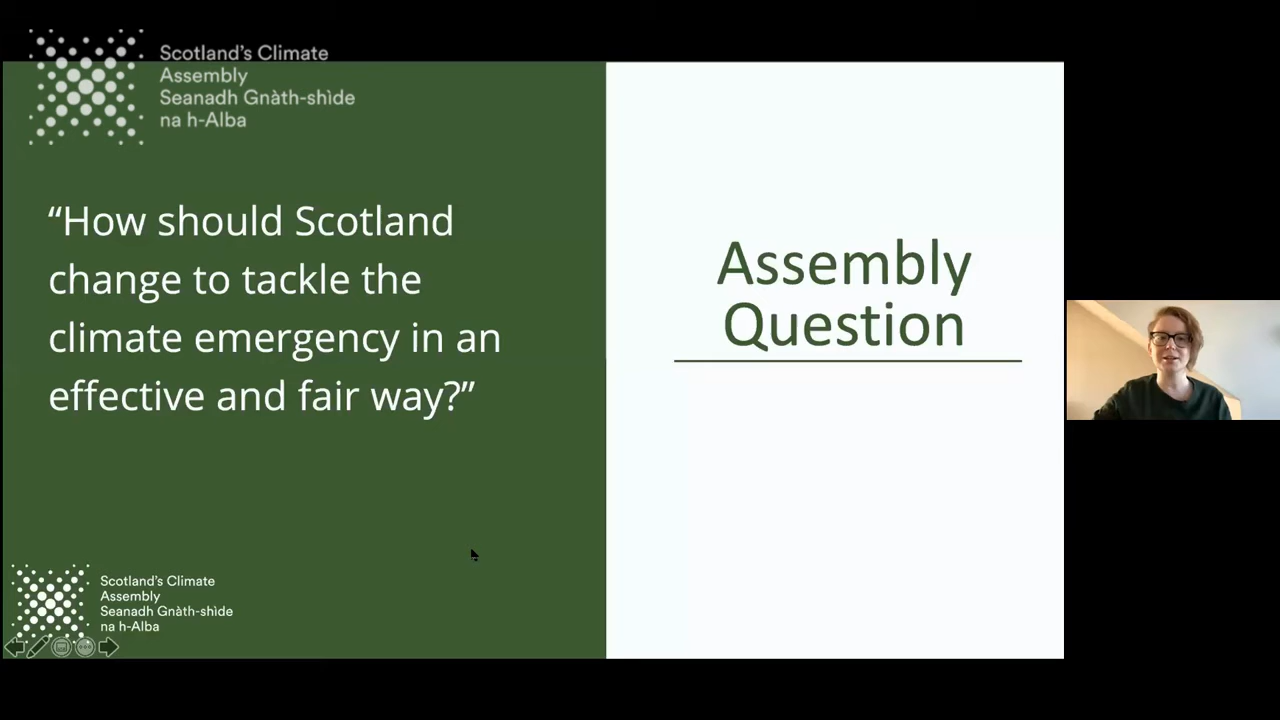 Scotland's Climate
Assembly
Seanadh Gnàth-shìde
na h-Alba
“How should Scotland
change to tackle the
climate emergency in an
effective and fair way?”
Assembly
Question
Scotland's Climate
Assembly
Seanadh Gnàth-shìde
na h-Alba